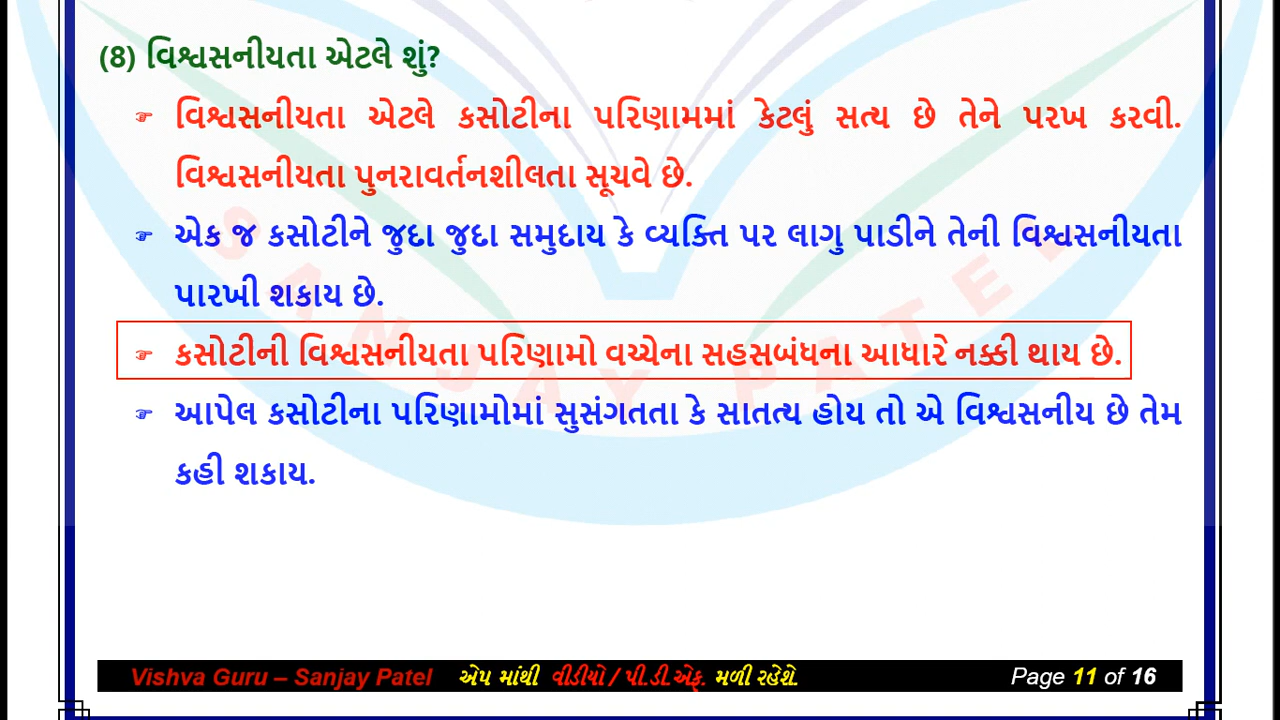 (8) વિશ્વસનીયતા એટલે શું?
☞ વિશ્વસનીયતા એટલે કસોટીના પરિણામમાં કેટલું સત્ય છે તેને પરખ કરવી.
વિશ્વસનીયતા પુનરાવર્તનશીલતા સૂચવે છે.
☞ એક જ કસોટીને જુદા જુદા સમુદાય કે વ્યક્તિ પર લાગુ પાડીને તેની વિશ્વસનીયતા
પારખી શકાય છે.
☞ કસોટીની વિશ્વસનીયતા પરિણામો વચ્ચેના સહસબંધના આધારે નક્કી થાય છે.
☞ આપેલ કસોટીના પરિણામોમાં સુસંગતતા કે સાતત્ય હોય તો એ વિશ્વસનીય છે તેમ
કહી શકાય.
SANJAY PATEL
Vishva Guru – Sanjay Patel એપ માંથી વીડીયો / પી.ડી.એફ. મળી રહેશે. Page 11 of 16